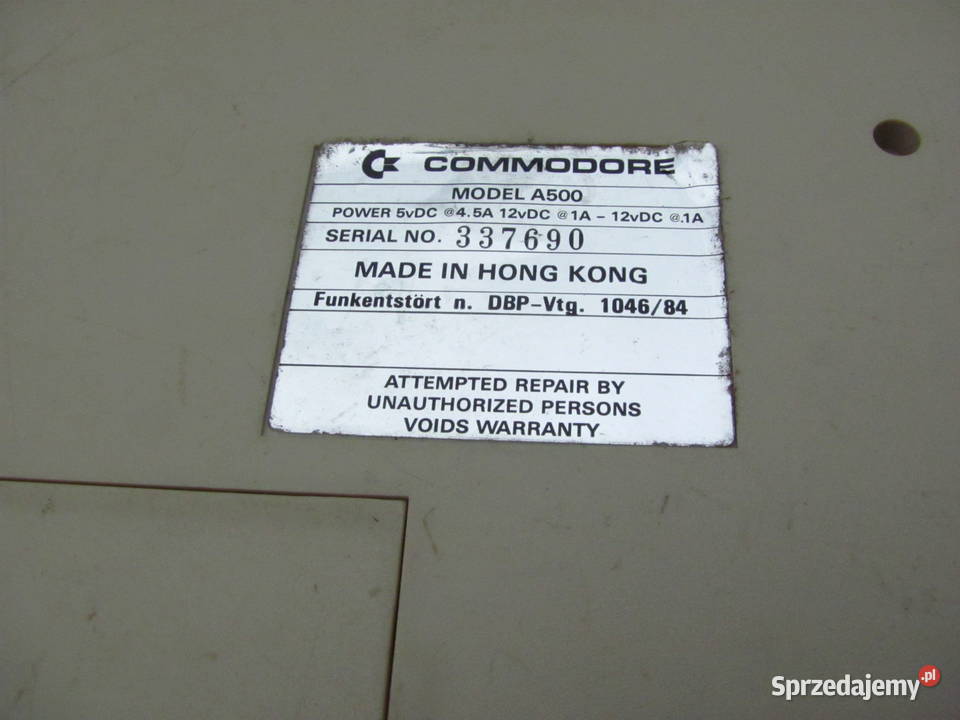 COMMODORE
MODEL A500
POWER 5vDC @4.5A 12vDC @1A – 12vDC @.1A
SERIAL NO. 337690
MADE IN HONG KONG
Funkentstört n. DBP-Vtg. 1046/84
ATTEMPTED REPAIR BY
UNAUTHORIZED PERSONS
VOIDS WARRANTY
Sprzedajemy.pl